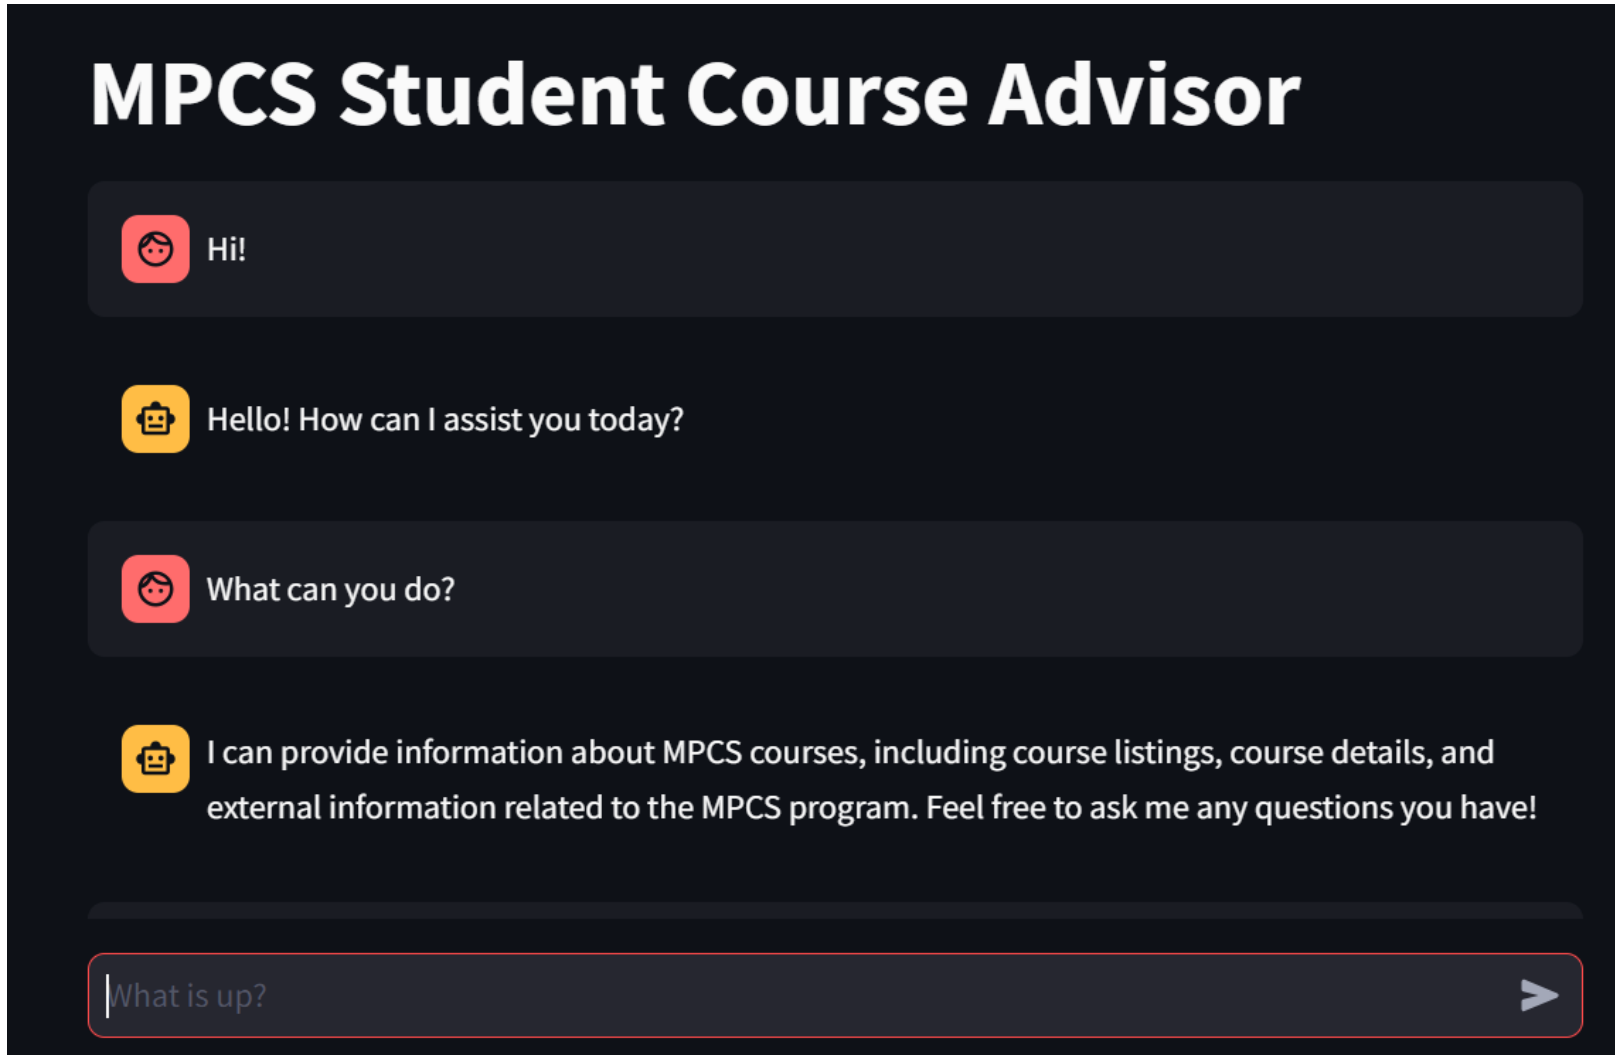 MPCS Student Course Advisor
Hi!
Hello! How can I assist you today?
What can you do?
I can provide information about MPCS courses, including course listings, course details, and
external information related to the MPCS program. Feel free to ask me any questions you have!
What is up?